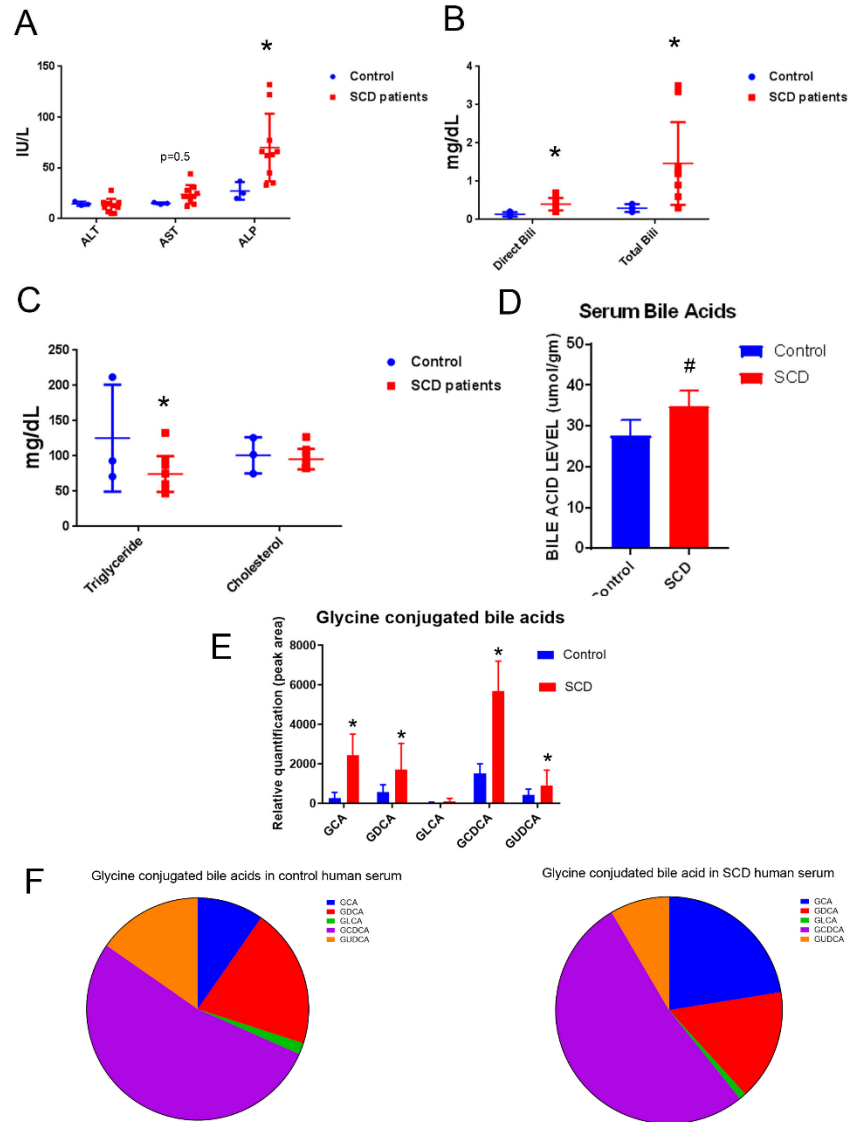 A
*
150
100
50
0
IU/L
p=0.5
ALT
AST
ALP
Control
SCD patients
B
*
*
4
3
2
1
0
mg/dL
Direct Bili
Total Bili
Control
SCD patients
C
250
200
150
100
50
0
mg/dL
*
Triglyceride
Cholesterol
Control
SCD patients
D
Serum Bile Acids
50
40
30
20
10
0
BILE ACID LEVEL (umol/gm)
#
Control
SCD
Control
SCD
E
Glycine conjugated bile acids
8000
6000
4000
2000
0
Relative quantification (peak area)
*
*
*
*
GCA
GDCA
GLCA
GCDCA
GUDCA
Control
SCD
F
Glycine conjugated bile acids in control human serum
GCA
GDCA
GLCA
GCDCA
GUDCA
Glycine conjudated bile acid in SCD human serum
GCA
GDCA
GLCA
GCDCA
GUDCA